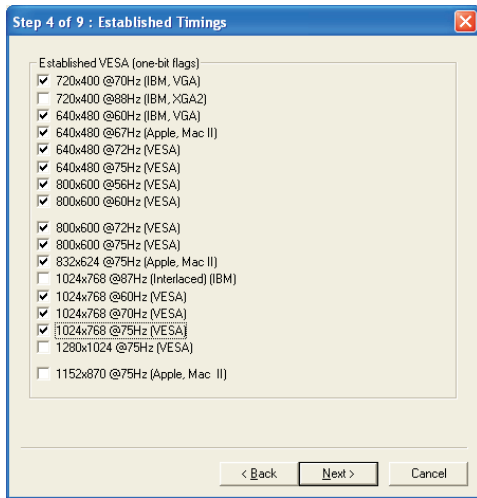 Step 4 of 9 : Established Timings
Established VESA (one-bit flags)
720x400 @70Hz (IBM, VGA)
720x400 @88Hz (IBM, XGA2)
640x480 @60Hz (IBM, VGA)
640x480 @67Hz (Apple, Mac II)
640x480 @72Hz (VESA)
640x480 @75Hz (VESA)
800x600 @56Hz (VESA)
800x600 @60Hz (VESA)
800x600 @72Hz (VESA)
800x600 @75Hz (VESA)
832x624 @75Hz (Apple, Mac II)
1024x768 @87Hz (Interlaced) (IBM)
1024x768 @60Hz (VESA)
1024x768 @70Hz (VESA)
1024x768 @75Hz (VESA)
1280x1024 @75Hz (VESA)
1152x870 @75Hz (Apple, Mac II)
< Back Next > Cancel